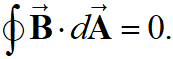 ∮ B⃗ · dA⃗ = 0.